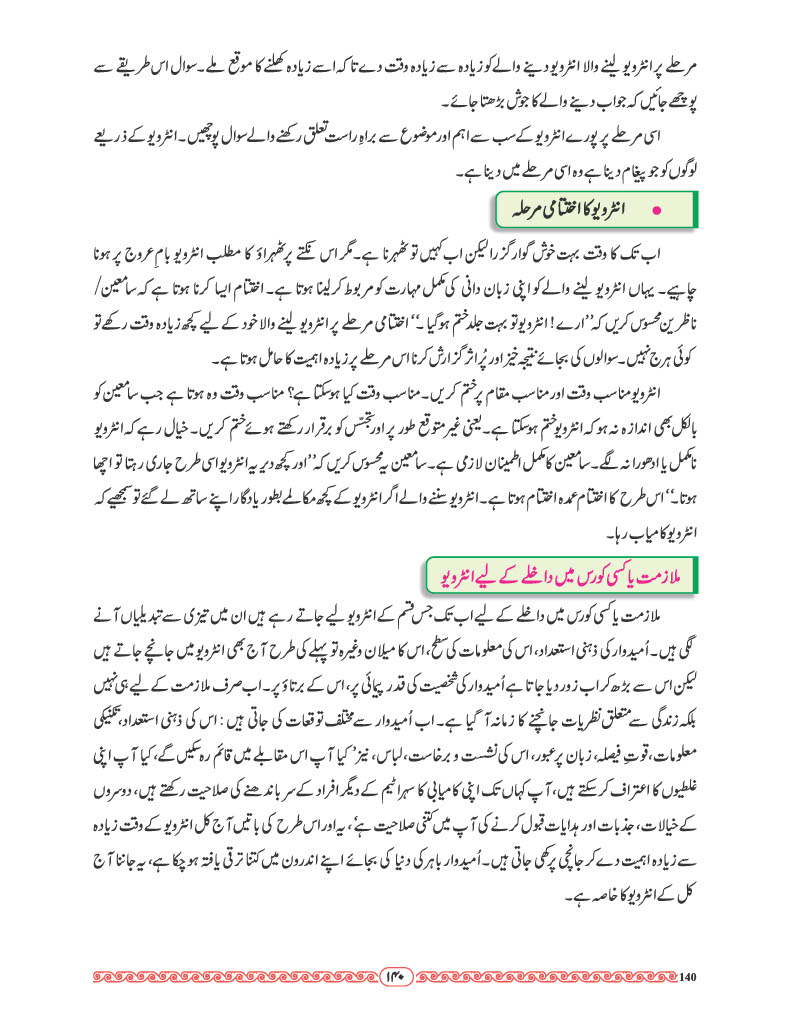 مرحلے پر انٹرویو لینے والا انٹرویو دینے والے کو زیادہ سے زیادہ وقت دے تاکہ اسے زیادہ کھلنے کا موقع ملے۔ سوال اس طریقے سے
پوچھے جائیں کہ جواب دینے والے کا جوش بڑھتا جائے۔
اسی مرحلے پر پورے انٹرویو کے سب سے اہم اور موضوع سے براہِ راست تعلق رکھنے والے سوال پوچھیں۔ انٹرویو کے ذریعے
لوگوں کو جو پیغام دینا ہے وہ اسی مرحلے میں دینا ہے۔
• انٹرویو کا اختتامی مرحلہ
اب تک کا وقت بہت خوش گوار گزرا لیکن اب کہیں تو ٹھہرنا ہے۔ مگر اس نکتے پر ٹھہراؤ کا مطلب انٹرویو بامِ عروج پر ہونا
چاہیے۔ یہاں انٹرویو لینے والے کو اپنی زبان دانی کی مکمل مہارت کو مربوط کر لینا ہوتا ہے۔ اختتام ایسا کرنا ہوتا ہے کہ سامعین/
ناظرین محسوس کریں کہ ’’ارے! انٹرویو تو بہت جلد ختم ہوگیا۔‘‘ اختتامی مرحلے پر انٹرویو لینے والا خود کے لیے کچھ زیادہ وقت رکھے تو
کوئی ہرج نہیں۔ سوالوں کی بجائے نتیجہ خیز اور پُر اثر گزارش کرنا اس مرحلے پر زیادہ اہمیت کا حامل ہوتا ہے۔
انٹرویو مناسب وقت اور مناسب مقام پر ختم کریں۔ مناسب وقت کیا ہوسکتا ہے؟ مناسب وقت وہ ہوتا ہے جب سامعین کو
بالکل بھی اندازہ نہ ہو کہ انٹرویو ختم ہوسکتا ہے۔ یعنی غیر متوقع طور پر اور تجسّس کو برقرار رکھتے ہوئے ختم کریں۔ خیال رہے کہ انٹرویو
نامکمل یا ادھورا نہ لگے۔ سامعین کا مکمل اطمینان لازمی ہے۔ سامعین یہ محسوس کریں کہ ’’اور کچھ دیر یہ انٹرویو اسی طرح جاری رہتا تو اچھا
ہوتا۔‘‘ اس طرح کا اختتام عمدہ اختتام ہوتا ہے۔ انٹرویو سننے والے اگر انٹرویو کے کچھ مکالمے بطور یادگار اپنے ساتھ لے گئے تو سمجھیے کہ
انٹرویو کامیاب رہا۔
ملازمت یا کسی کورس میں داخلے کے لیے انٹرویو
ملازمت یا کسی کورس میں داخلے کے لیے اب تک جس قسم کے انٹرویو لیے جاتے رہے ہیں ان میں تیزی سے تبدیلیاں آنے
لگی ہیں۔ اُمیدوار کی ذہنی استعداد، اس کی معلومات کی سطح، اس کا میلان وغیرہ تو پہلے کی طرح آج بھی انٹرویو میں جانچے جاتے ہیں
لیکن اس سے بڑھ کر اب زور دیا جاتا ہے اُمیدوار کی شخصیت کی قدر پیمائی پر، اس کے برتاؤ پر۔ اب صرف ملازمت کے لیے ہی نہیں
بلکہ زندگی سے متعلق نظریات جانچنے کا زمانہ آگیا ہے۔ اب اُمیدوار سے مختلف توقعات کی جاتی ہیں: اس کی ذہنی استعداد، تکنیکی
معلومات، قوتِ فیصلہ، زبان پر عبور، اس کی نشست و برخاست، لباس، نیز ’کیا آپ اس مقابلے میں قائم رہ سکیں گے، کیا آپ اپنی
غلطیوں کا اعتراف کرسکتے ہیں، آپ کہاں تک اپنی کامیابی کا سہرا ٹیم کے دیگر افراد کے سر باندھنے کی صلاحیت رکھتے ہیں، دوسروں
کے خیالات، جذبات اور ہدایات قبول کرنے کی آپ میں کتنی صلاحیت ہے‘، یہ اور اس طرح کی باتیں آج کل انٹرویو کے وقت زیادہ
سے زیادہ اہمیت دے کر جانچی پرکھی جاتی ہیں۔ اُمیدوار باہر کی دنیا کی بجائے اپنے اندرون میں کتنا ترقی یافتہ ہوچکا ہے، یہ جاننا آج
کل کے انٹرویو کا خاصہ ہے۔
۱۴۰
140